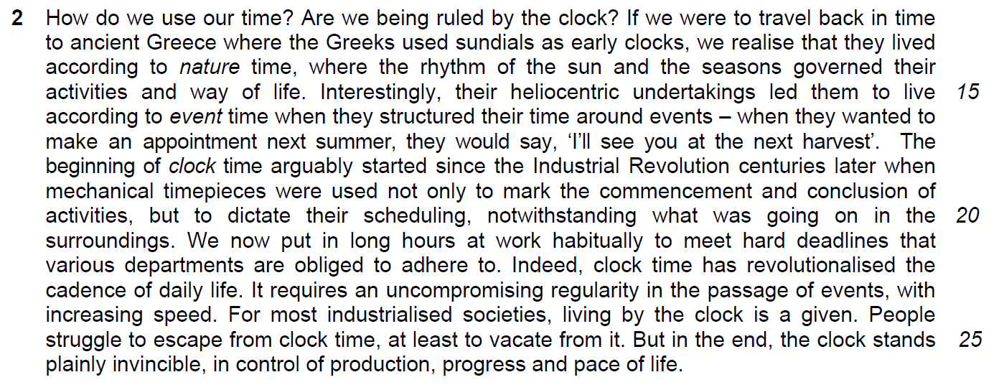 2 How do we use our time? Are we being ruled by the clock? If we were to travel back in time
to ancient Greece where the Greeks used sundials as early clocks, we realise that they lived
according to nature time, where the rhythm of the sun and the seasons governed their
activities and way of life. Interestingly, their heliocentric undertakings led them to live 15
according to event time when they structured their time around events – when they wanted to
make an appointment next summer, they would say, ‘I’ll see you at the next harvest’. The
beginning of clock time arguably started since the Industrial Revolution centuries later when
mechanical timepieces were used not only to mark the commencement and conclusion of
activities, but to dictate their scheduling, notwithstanding what was going on in the 20
surroundings. We now put in long hours at work habitually to meet hard deadlines that
various departments are obliged to adhere to. Indeed, clock time has revolutionalised the
cadence of daily life. It requires an uncompromising regularity in the passage of events, with
increasing speed. For most industrialised societies, living by the clock is a given. People
struggle to escape from clock time, at least to vacate from it. But in the end, the clock stands 25
plainly invincible, in control of production, progress and pace of life.